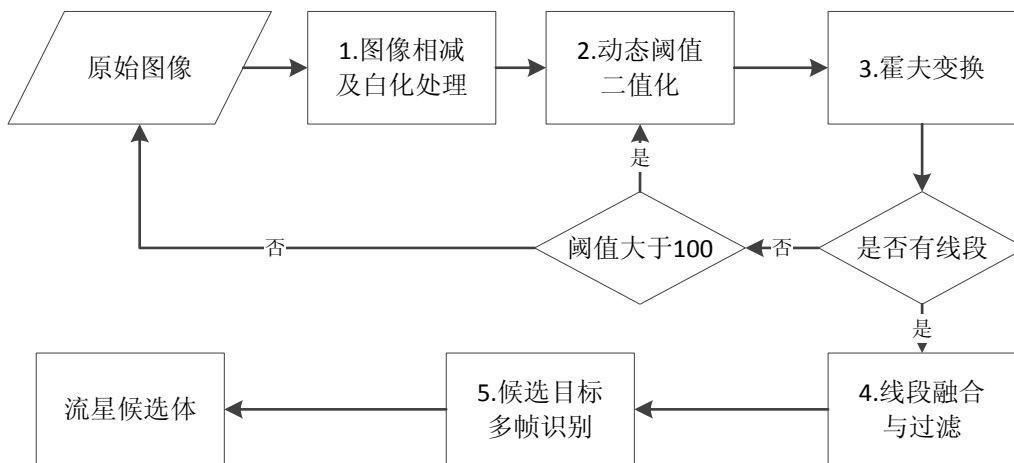 原始图像
1.图像相减
及白化处理
2.动态阈值
二值化
3.霍夫变换
是
否
阈值大于100
否
是否有线段
是
流星候选体
5.候选目标
多帧识别
4.线段融合
与过滤